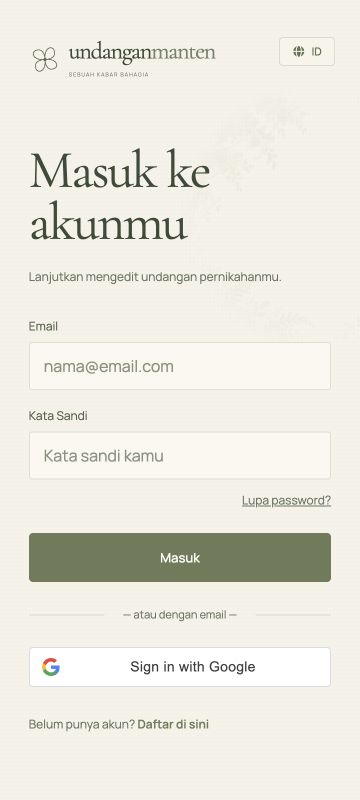 undanganmanten
SEBUAH KABAR BAHAGIA
ID
Masuk ke
akunmu
Lanjutkan mengedit undangan pernikahanmu.
Email
nama@email.com
Kata Sandi
Kata sandi kamu
Lupa password?
Masuk
— atau dengan email —
Sign in with Google
Belum punya akun? Daftar di sini